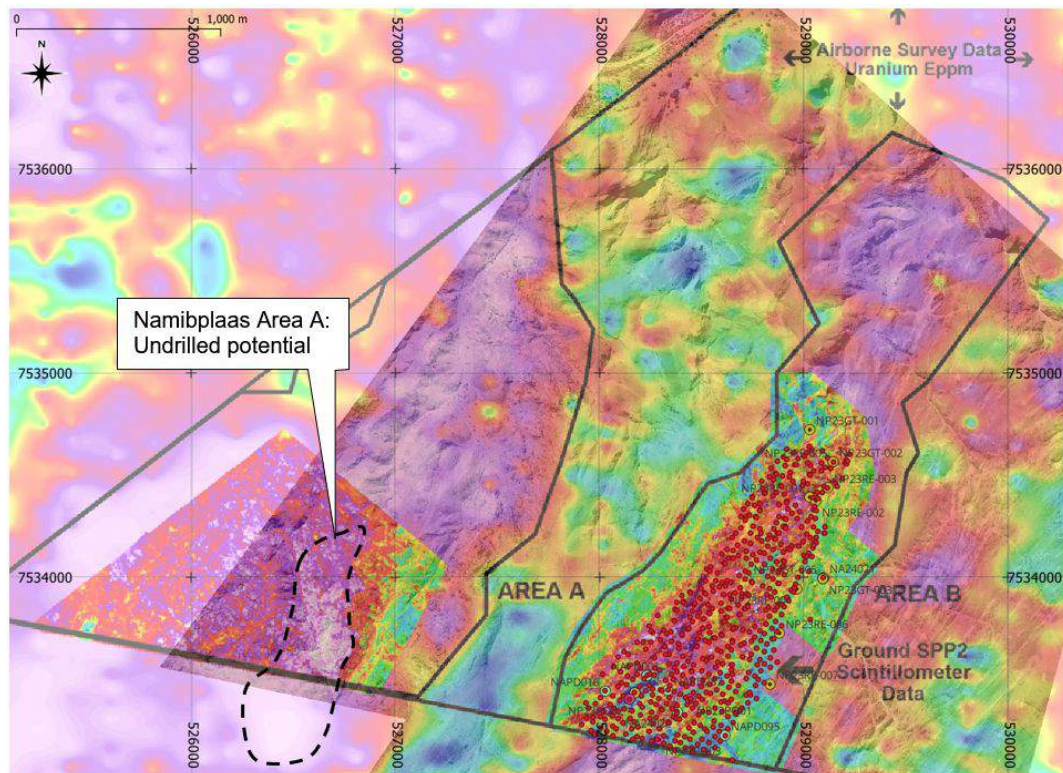 0
1,000 m
N
526000
527000
528000
529000
530000
Airborne Survey Data
Uranium Eppm
7536000
7536000
Namibplaas Area A:
Undrilled potential
7535000
7535000
NP23GT-001
NP23GT-002
NP23RE-003
NP23RE-002
7534000
7534000
AREA A
NA24021
AREA B
NP23RE-006
Ground SPP2
Scintillometer
Data
NAPD016
NAPD095
526000
527000
528000
529000
530000